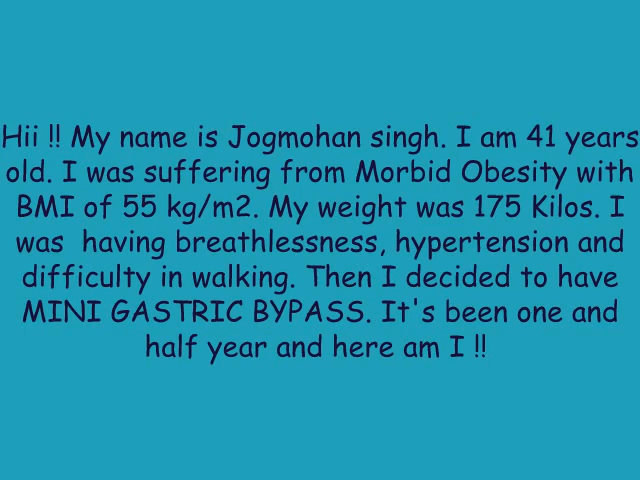 Hii !! My name is Jogmohan singh. I am 41 years
old. I was suffering from Morbid Obesity with
BMI of 55 kg/m2. My weight was 175 Kilos. I
was  having breathlessness, hypertension and
difficulty in walking. Then I decided to have
MINI GASTRIC BYPASS. It's been one and
half year and here am I !!